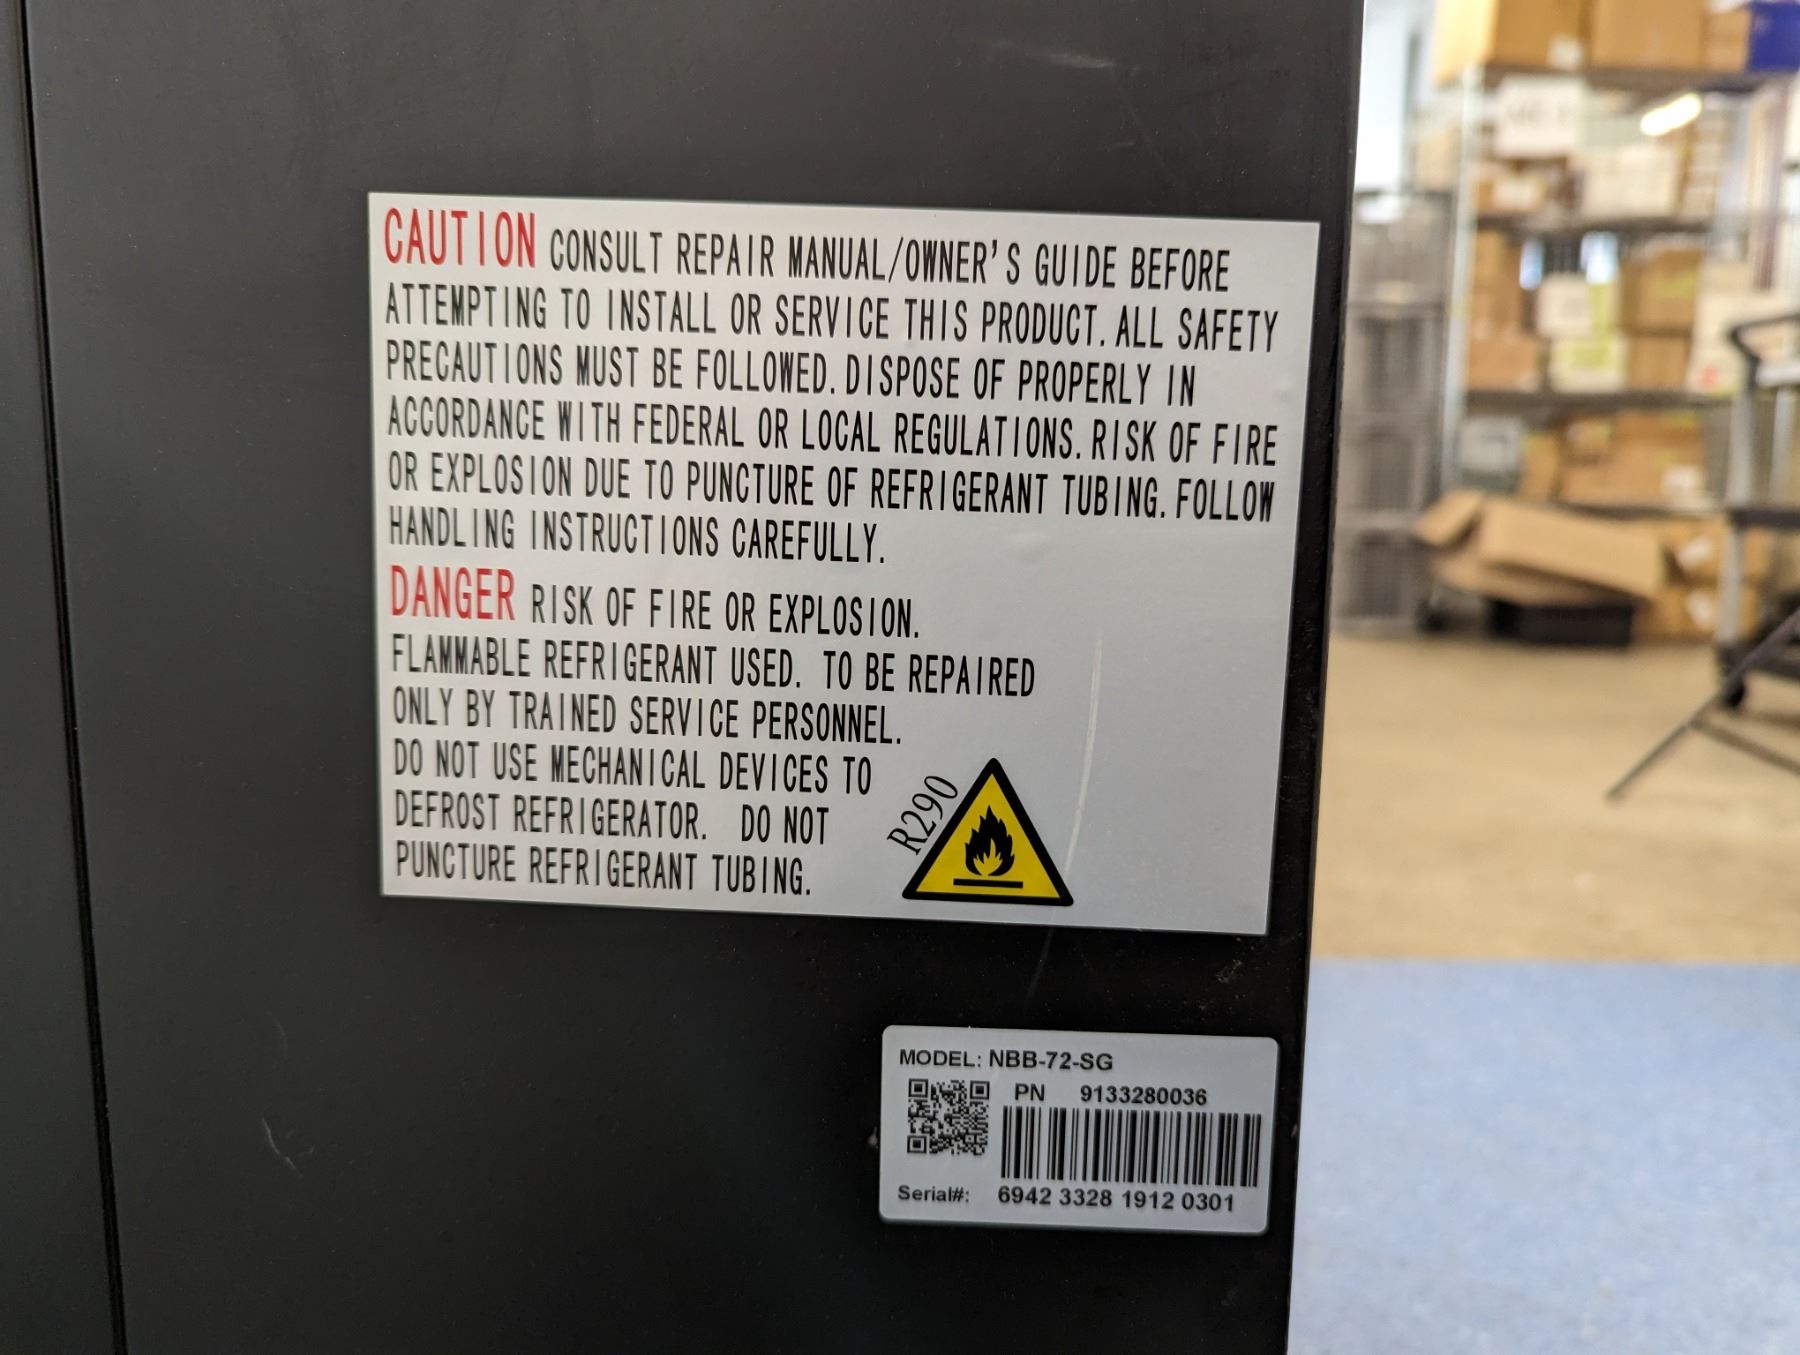 CAUTION CONSULT REPAIR MANUAL/OWNER'S GUIDE BEFORE
ATTEMPTING TO INSTALL OR SERVICE THIS PRODUCT. ALL SAFETY
PRECAUTIONS MUST BE FOLLOWED. DISPOSE OF PROPERLY IN
ACCORDANCE WITH FEDERAL OR LOCAL REGULATIONS. RISK OF FIRE
OR EXPLOSION DUE TO PUNCTURE OF REFRIGERANT TUBING. FOLLOW
HANDLING INSTRUCTIONS CAREFULLY.
DANGER RISK OF FIRE OR EXPLOSION.
FLAMMABLE REFRIGERANT USED. TO BE REPAIRED
ONLY BY TRAINED SERVICE PERSONNEL.
DO NOT USE MECHANICAL DEVICES TO
DEFROST REFRIGERATOR. DO NOT
PUNCTURE REFRIGERANT TUBING.
R290
MODEL: NBB-72-SG
PN 9133280036
Serial#: 6942 3328 1912 0301